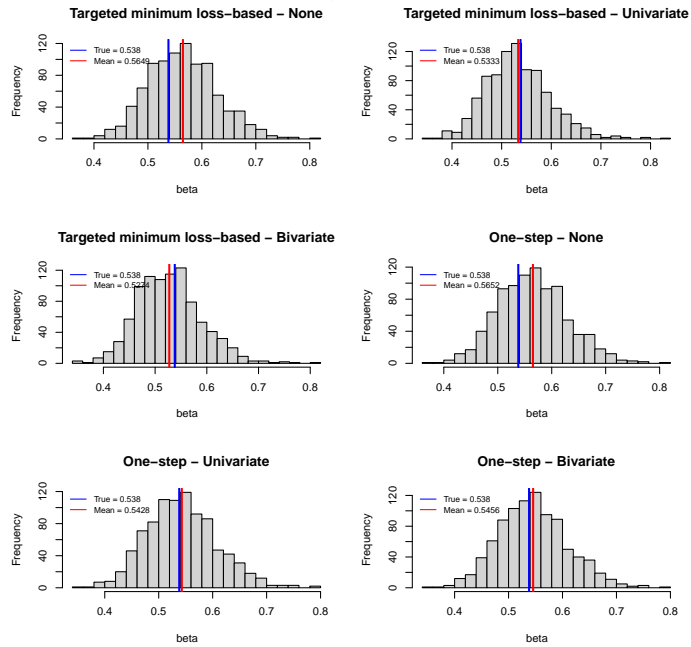 Targeted minimum loss−based − None
True = 0.538
Mean = 0.5649
Frequency
0 40 80 120
0.4 0.5 0.6 0.7 0.8
beta
Targeted minimum loss−based − Univariate
True = 0.538
Mean = 0.5333
Frequency
0 40 80 120
0.4 0.5 0.6 0.7 0.8
beta
Targeted minimum loss−based − Bivariate
True = 0.538
Mean = 0.5274
Frequency
0 40 80 120
0.4 0.5 0.6 0.7 0.8
beta
One−step − None
True = 0.538
Mean = 0.5652
Frequency
0 40 80 120
0.4 0.5 0.6 0.7 0.8
beta
One−step − Univariate
True = 0.538
Mean = 0.5428
Frequency
0 40 80 120
0.4 0.5 0.6 0.7 0.8
beta
One−step − Bivariate
True = 0.538
Mean = 0.5456
Frequency
0 40 80 120
0.4 0.5 0.6 0.7 0.8
beta